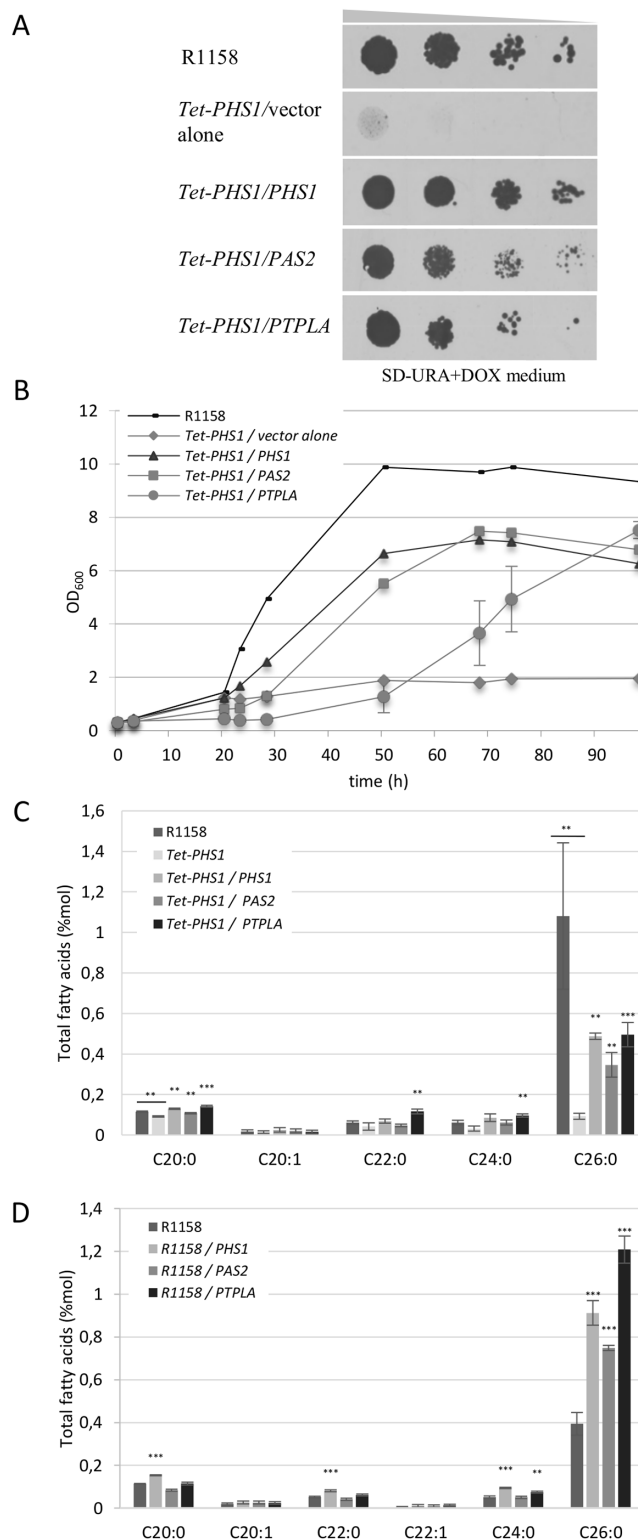 A
R1158
Tet-PHS1/vector
alone
Tet-PHS1/PHS1
Tet-PHS1/PAS2
Tet-PHS1/PTPLA
SD-URA+DOX medium
B
12
10
8
6
4
2
0
OD600
R1158
Tet-PHS1 / vector alone
Tet-PHS1 / PHS1
Tet-PHS1 / PAS2
Tet-PHS1 / PTPLA
0 10 20 30 40 50 60 70 80 90
time (h)
C
1,6
1,4
1,2
1
0,8
0,6
0,4
0,2
0
Total fatty acids (%mol)
R1158
Tet-PHS1
Tet-PHS1 / PHS1
Tet-PHS1 / PAS2
Tet-PHS1 / PTPLA
**
** ** ***
** ** ** ***
** **
C20:0 C20:1 C22:0 C24:0 C26:0
D
1,4
1,2
1
0,8
0,6
0,4
0,2
0
Total fatty acids (%mol)
R1158
R1158 / PHS1
R1158 / PAS2
R1158 / PTPLA
***
***
***
*** *** *** **
C20:0 C20:1 C22:0 C22:1 C24:0 C26:0